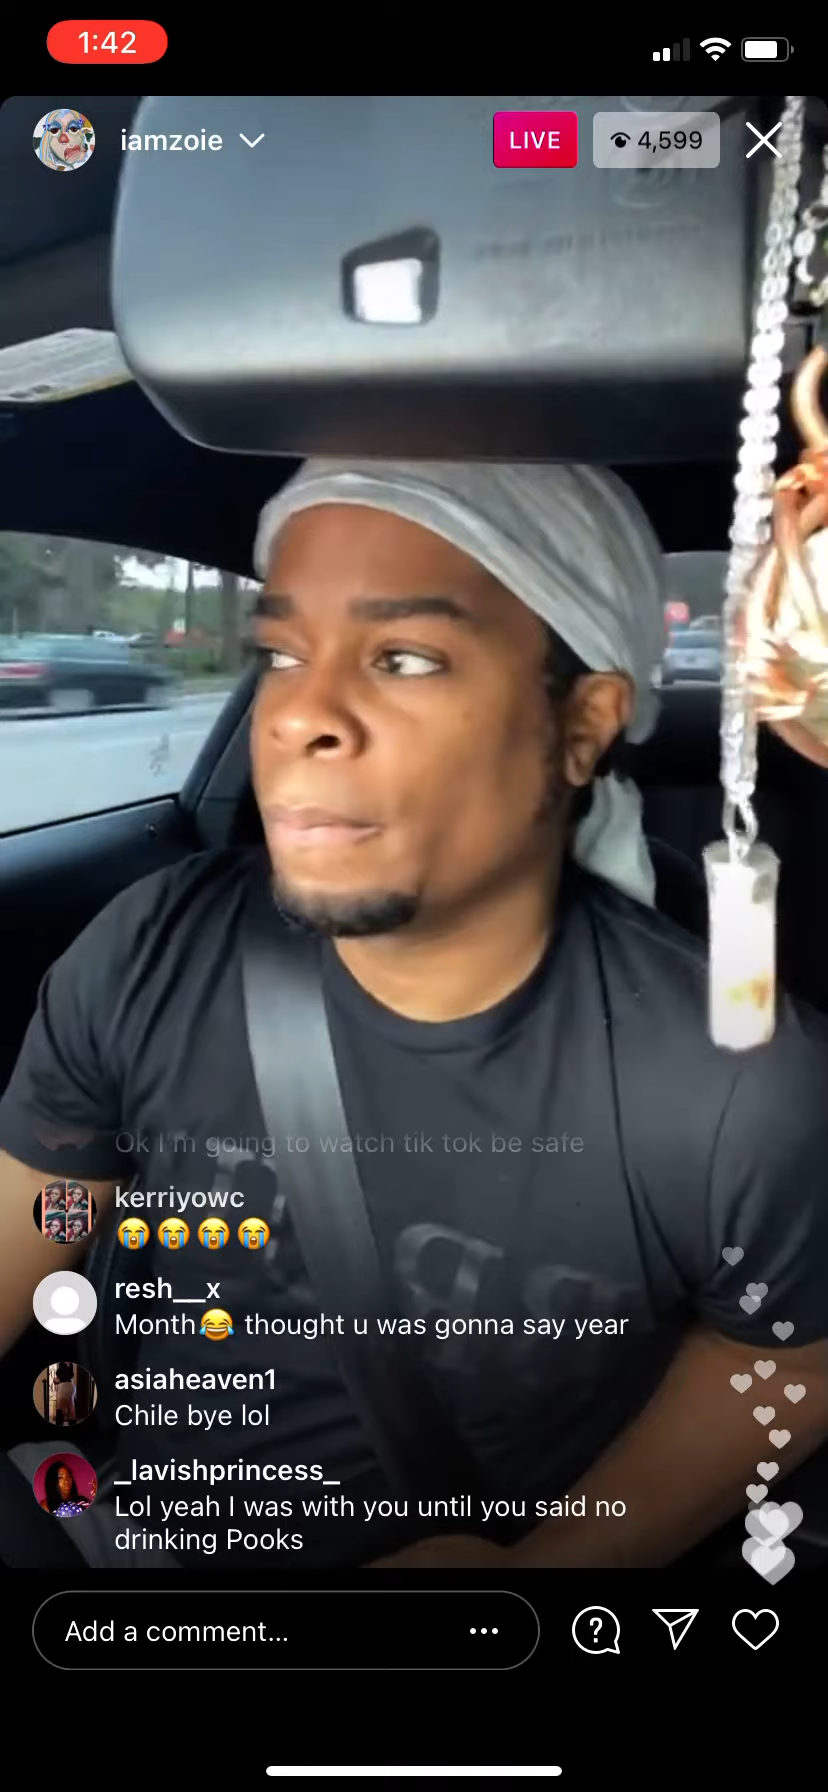 1:42
iamzoie
LIVE
4,599
Ok I'm going to watch tik tok be safe
kerriyowc
😭😭😭😭
resh__x
Month😂 thought u was gonna say year
asiaheaven1
Chile bye lol
_lavishprincess_
Lol yeah I was with you until you said no
drinking Pooks
Add a comment...